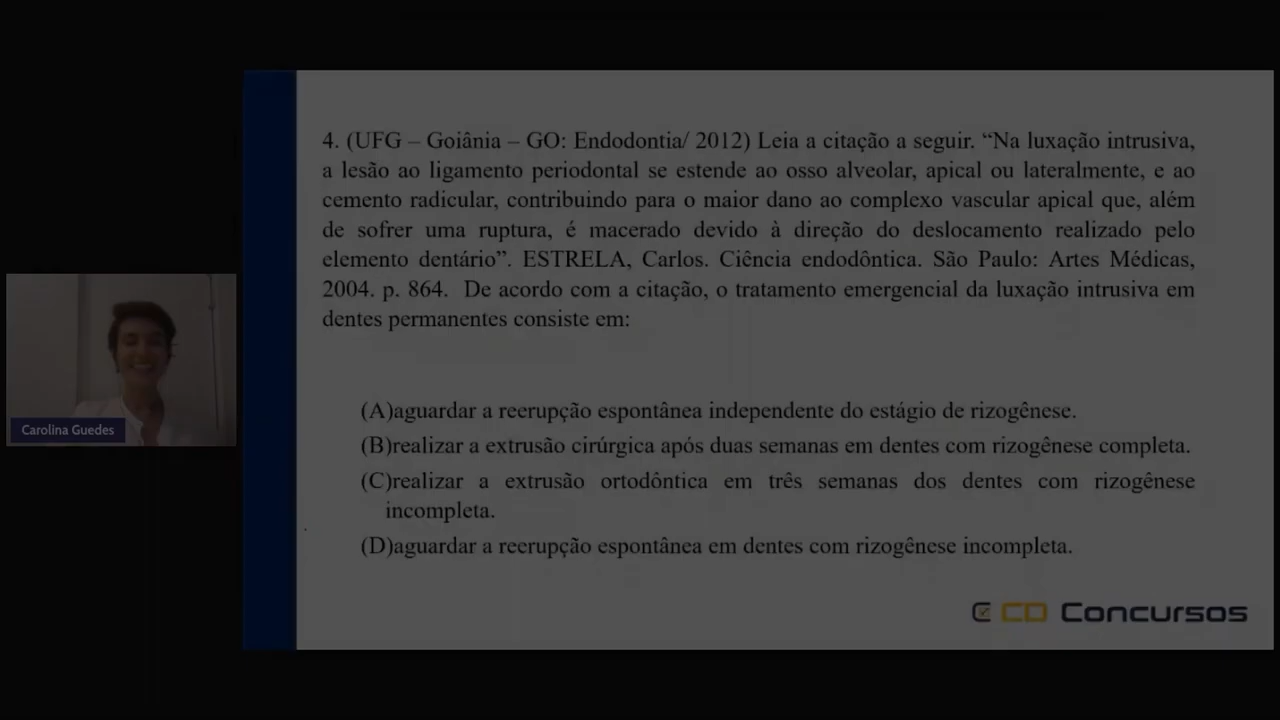 4. (UFG – Goiânia – GO: Endodontia/ 2012) Leia a citação a seguir. “Na luxação intrusiva,
a lesão ao ligamento periodontal se estende ao osso alveolar, apical ou lateralmente, e ao
cemento radicular, contribuindo para o maior dano ao complexo vascular apical que, além
de sofrer uma ruptura, é macerado devido à direção do deslocamento realizado pelo
elemento dentário”. ESTRELA, Carlos. Ciência endodôntica. São Paulo: Artes Médicas,
2004. p. 864. De acordo com a citação, o tratamento emergencial da luxação intrusiva em
dentes permanentes consiste em:
(A)aguardar a reerupção espontânea independente do estágio de rizogênese.
(B)realizar a extrusão cirúrgica após duas semanas em dentes com rizogênese completa.
(C)realizar a extrusão ortodôntica em três semanas dos dentes com rizogênese
incompleta.
(D)aguardar a reerupção espontânea em dentes com rizogênese incompleta.
Carolina Guedes
CD Concursos